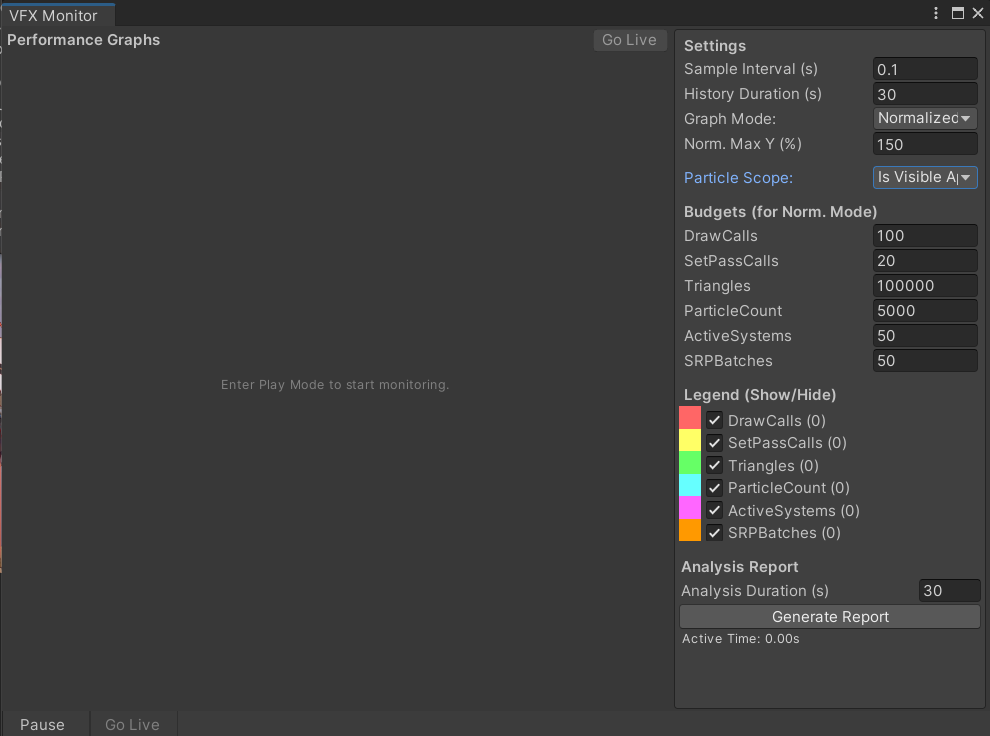 VFX Monitor
Performance Graphs
Go Live
Enter Play Mode to start monitoring.
Settings
Sample Interval (s) 0.1
History Duration (s) 30
Graph Mode: Normalized
Norm. Max Y (%) 150
Particle Scope: Is Visible Ap
Budgets (for Norm. Mode)
DrawCalls 100
SetPassCalls 20
Triangles 100000
ParticleCount 5000
ActiveSystems 50
SRPBatches 50
Legend (Show/Hide)
DrawCalls (0)
SetPassCalls (0)
Triangles (0)
ParticleCount (0)
ActiveSystems (0)
SRPBatches (0)
Analysis Report
Analysis Duration (s) 30
Generate Report
Active Time: 0.00s
Pause Go Live